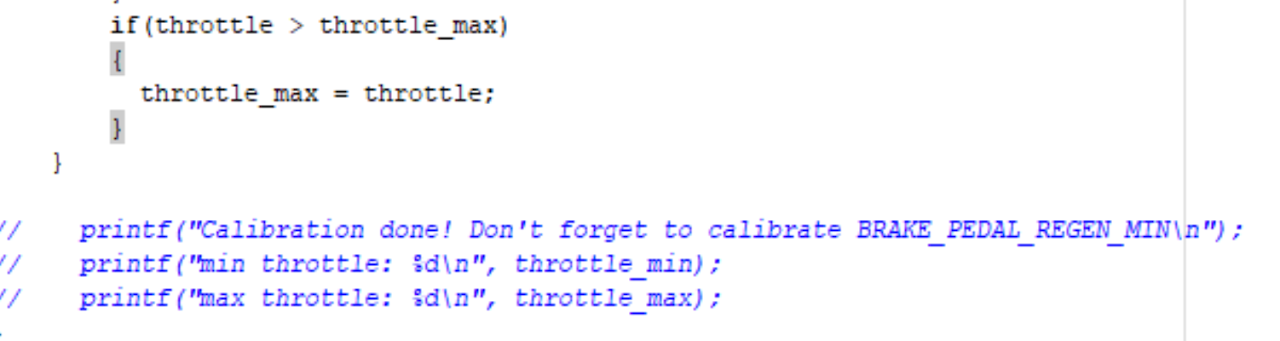 if(throttle > throttle_max)
{
throttle_max = throttle;
}
}
// printf("Calibration done! Don't forget to calibrate BRAKE_PEDAL_REGEN_MIN\n");
// printf("min throttle: %d\n", throttle_min);
// printf("max throttle: %d\n", throttle_max);